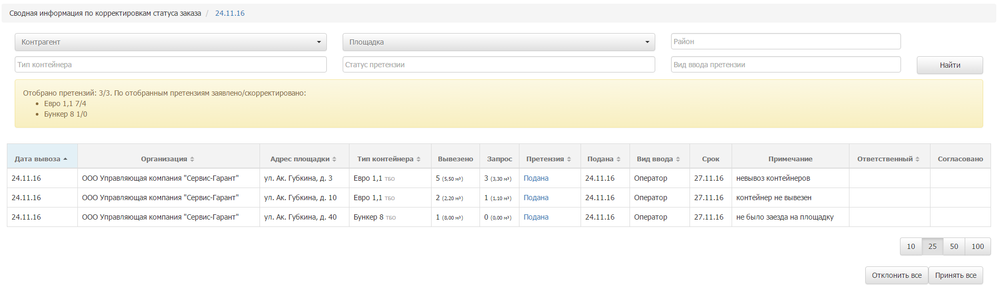 Сводная информация по корректировкам статуса заказа / 24.11.16
Контрагент Площадка Район
Тип контейнера Статус претензии Вид ввода претензии Найти
Отобрано претензий: 3/3. По отобранным претензиям заявлено/скорректировано:
• Евро 1,1 7/4
• Бункер 8 1/0
Дата вывоза Организация Адрес площадки Тип контейнера Вывезено Запрос Претензия Подана Вид ввода Срок Примечание Ответственный Согласовано
24.11.16 ООО Управляющая компания "Сервис-Гарант" ул. Ак. Губкина, д. 3 Евро 1,1 ТБО 5 (5,50 м³) 3 (3,30 м³) Подана 24.11.16 Оператор 27.11.16 невывоз контейнеров
24.11.16 ООО Управляющая компания "Сервис-Гарант" ул. Ак. Губкина, д. 10 Евро 1,1 ТБО 2 (2,20 м³) 1 (1,10 м³) Подана 24.11.16 Оператор 27.11.16 контейнер не вывезен
24.11.16 ООО Управляющая компания "Сервис-Гарант" ул. Ак. Губкина, д. 40 Бункер 8 ТБО 1 (8,00 м³) 0 (0,00 м³) Подана 24.11.16 Оператор 27.11.16 не было заезда на площадку
10 25 50 100
Отклонить все Принять все